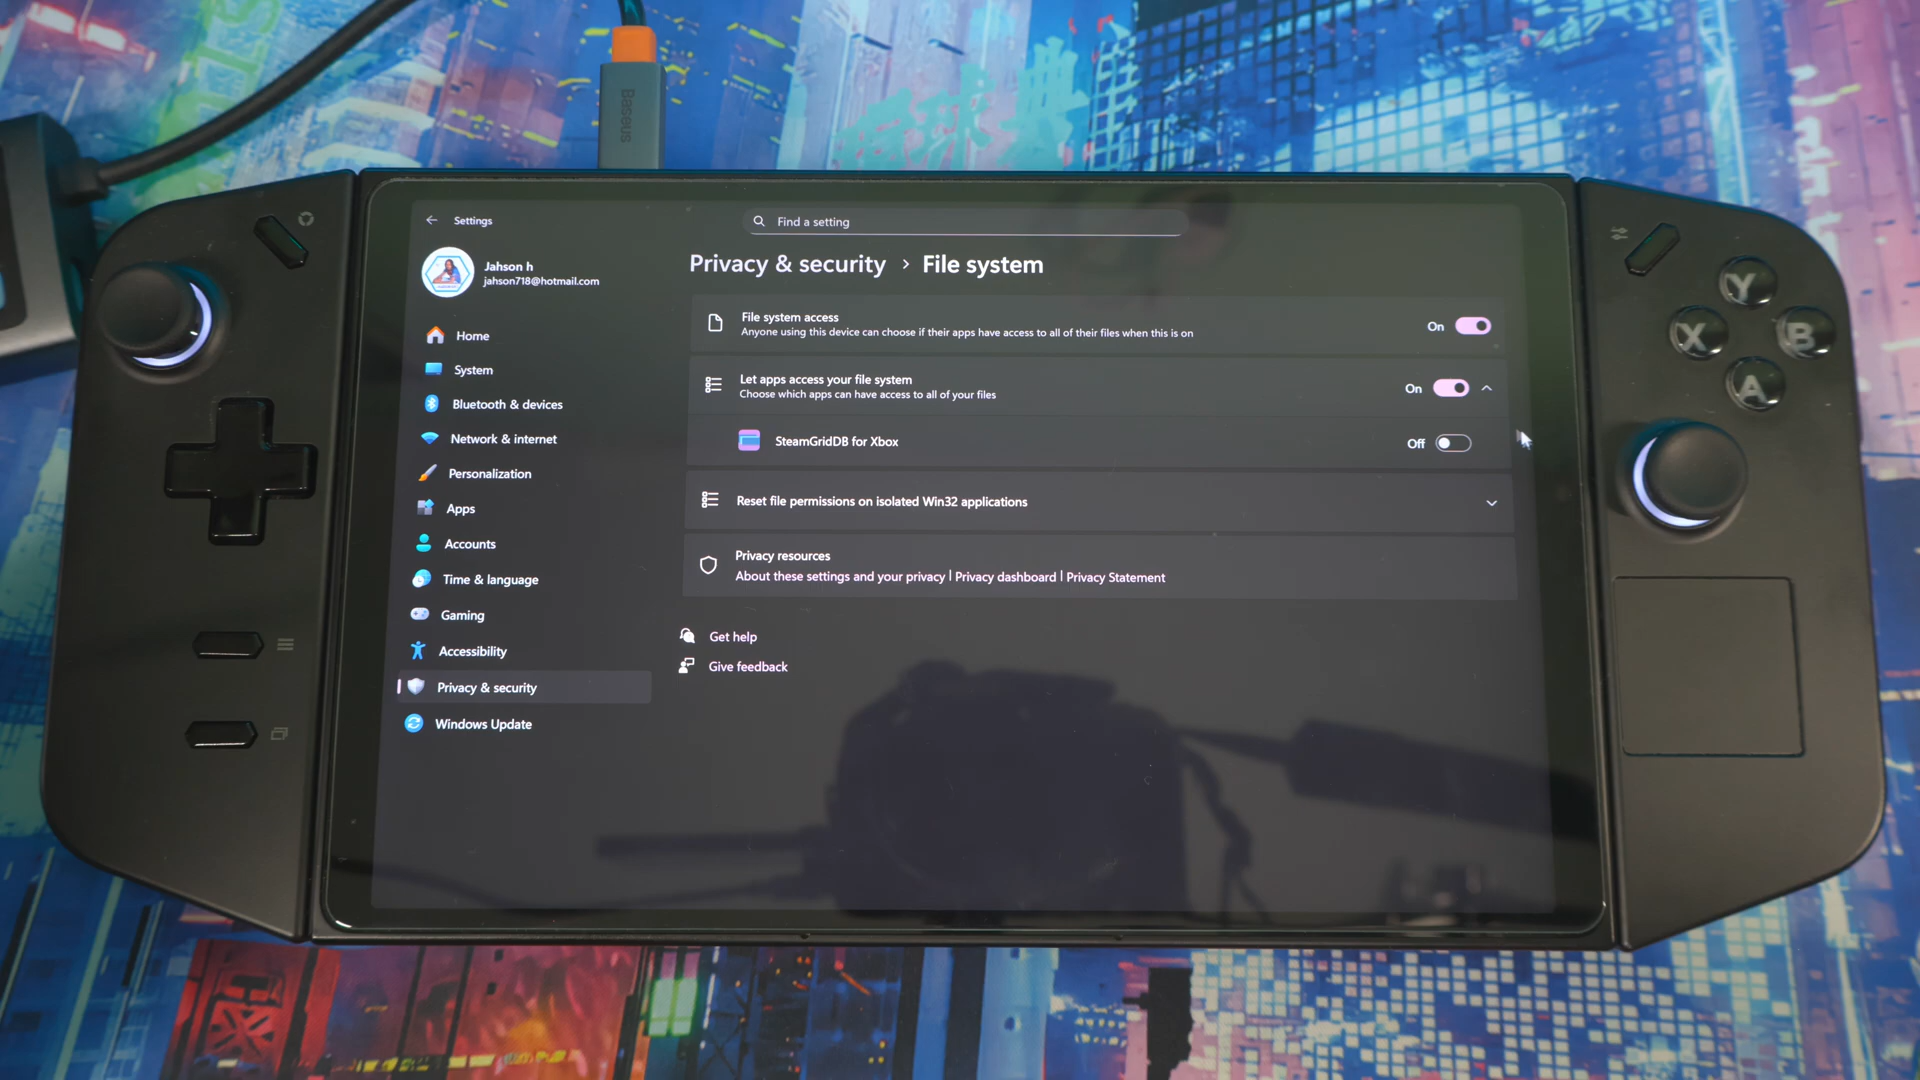 Baseus
Settings
Find a setting
Jahson h
jahson718@hotmail.com
Privacy & security › File system
Home
System
Bluetooth & devices
Network & internet
Personalization
Apps
Accounts
Time & language
Gaming
Accessibility
Privacy & security
Windows Update
File system access
Anyone using this device can choose if their apps have access to all of their files when this is on
On
Let apps access your file system
Choose which apps can have access to all of your files
On
SteamGridDB for Xbox
Off
Reset file permissions on isolated Win32 applications
Privacy resources
About these settings and your privacy | Privacy dashboard | Privacy Statement
Get help
Give feedback
Y
X
B
A